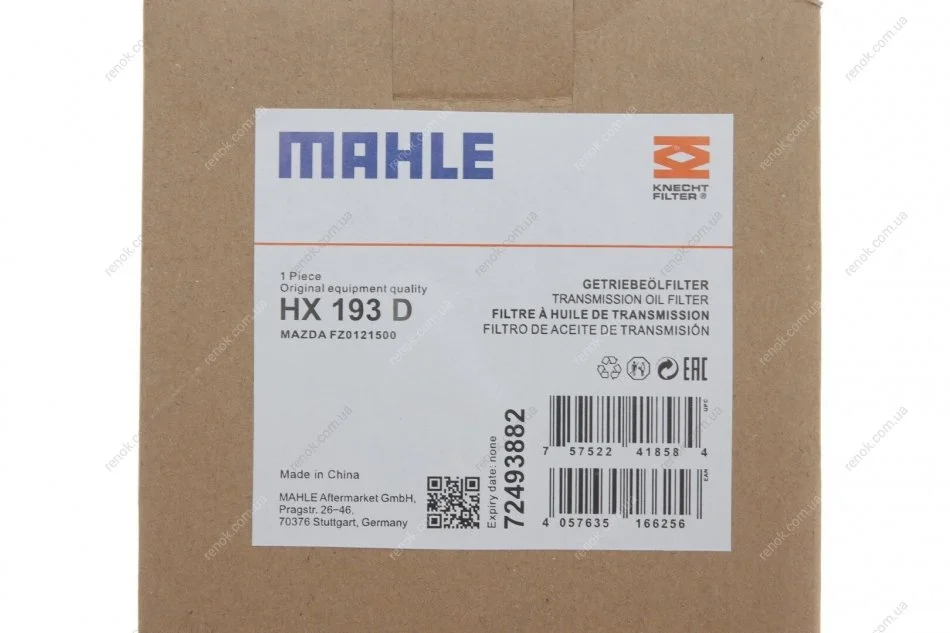 MAHLE
KNECHT
FILTER®
1 Piece
Original equipment quality
HX 193 D
MAZDA FZ0121500
GETRIEBEÖLFILTER
TRANSMISSION OIL FILTER
FILTRE À HUILE DE TRANSMISSION
FILTRO DE ACEITE DE TRANSMISIÓN
EAC
UPC
7 57522 41858 4
EAN
4 057635 166256
Expiry date: none
72493882
Made in China
MAHLE Aftermarket GmbH,
Pragstr. 26–46,
70376 Stuttgart, Germany
renok.com.ua